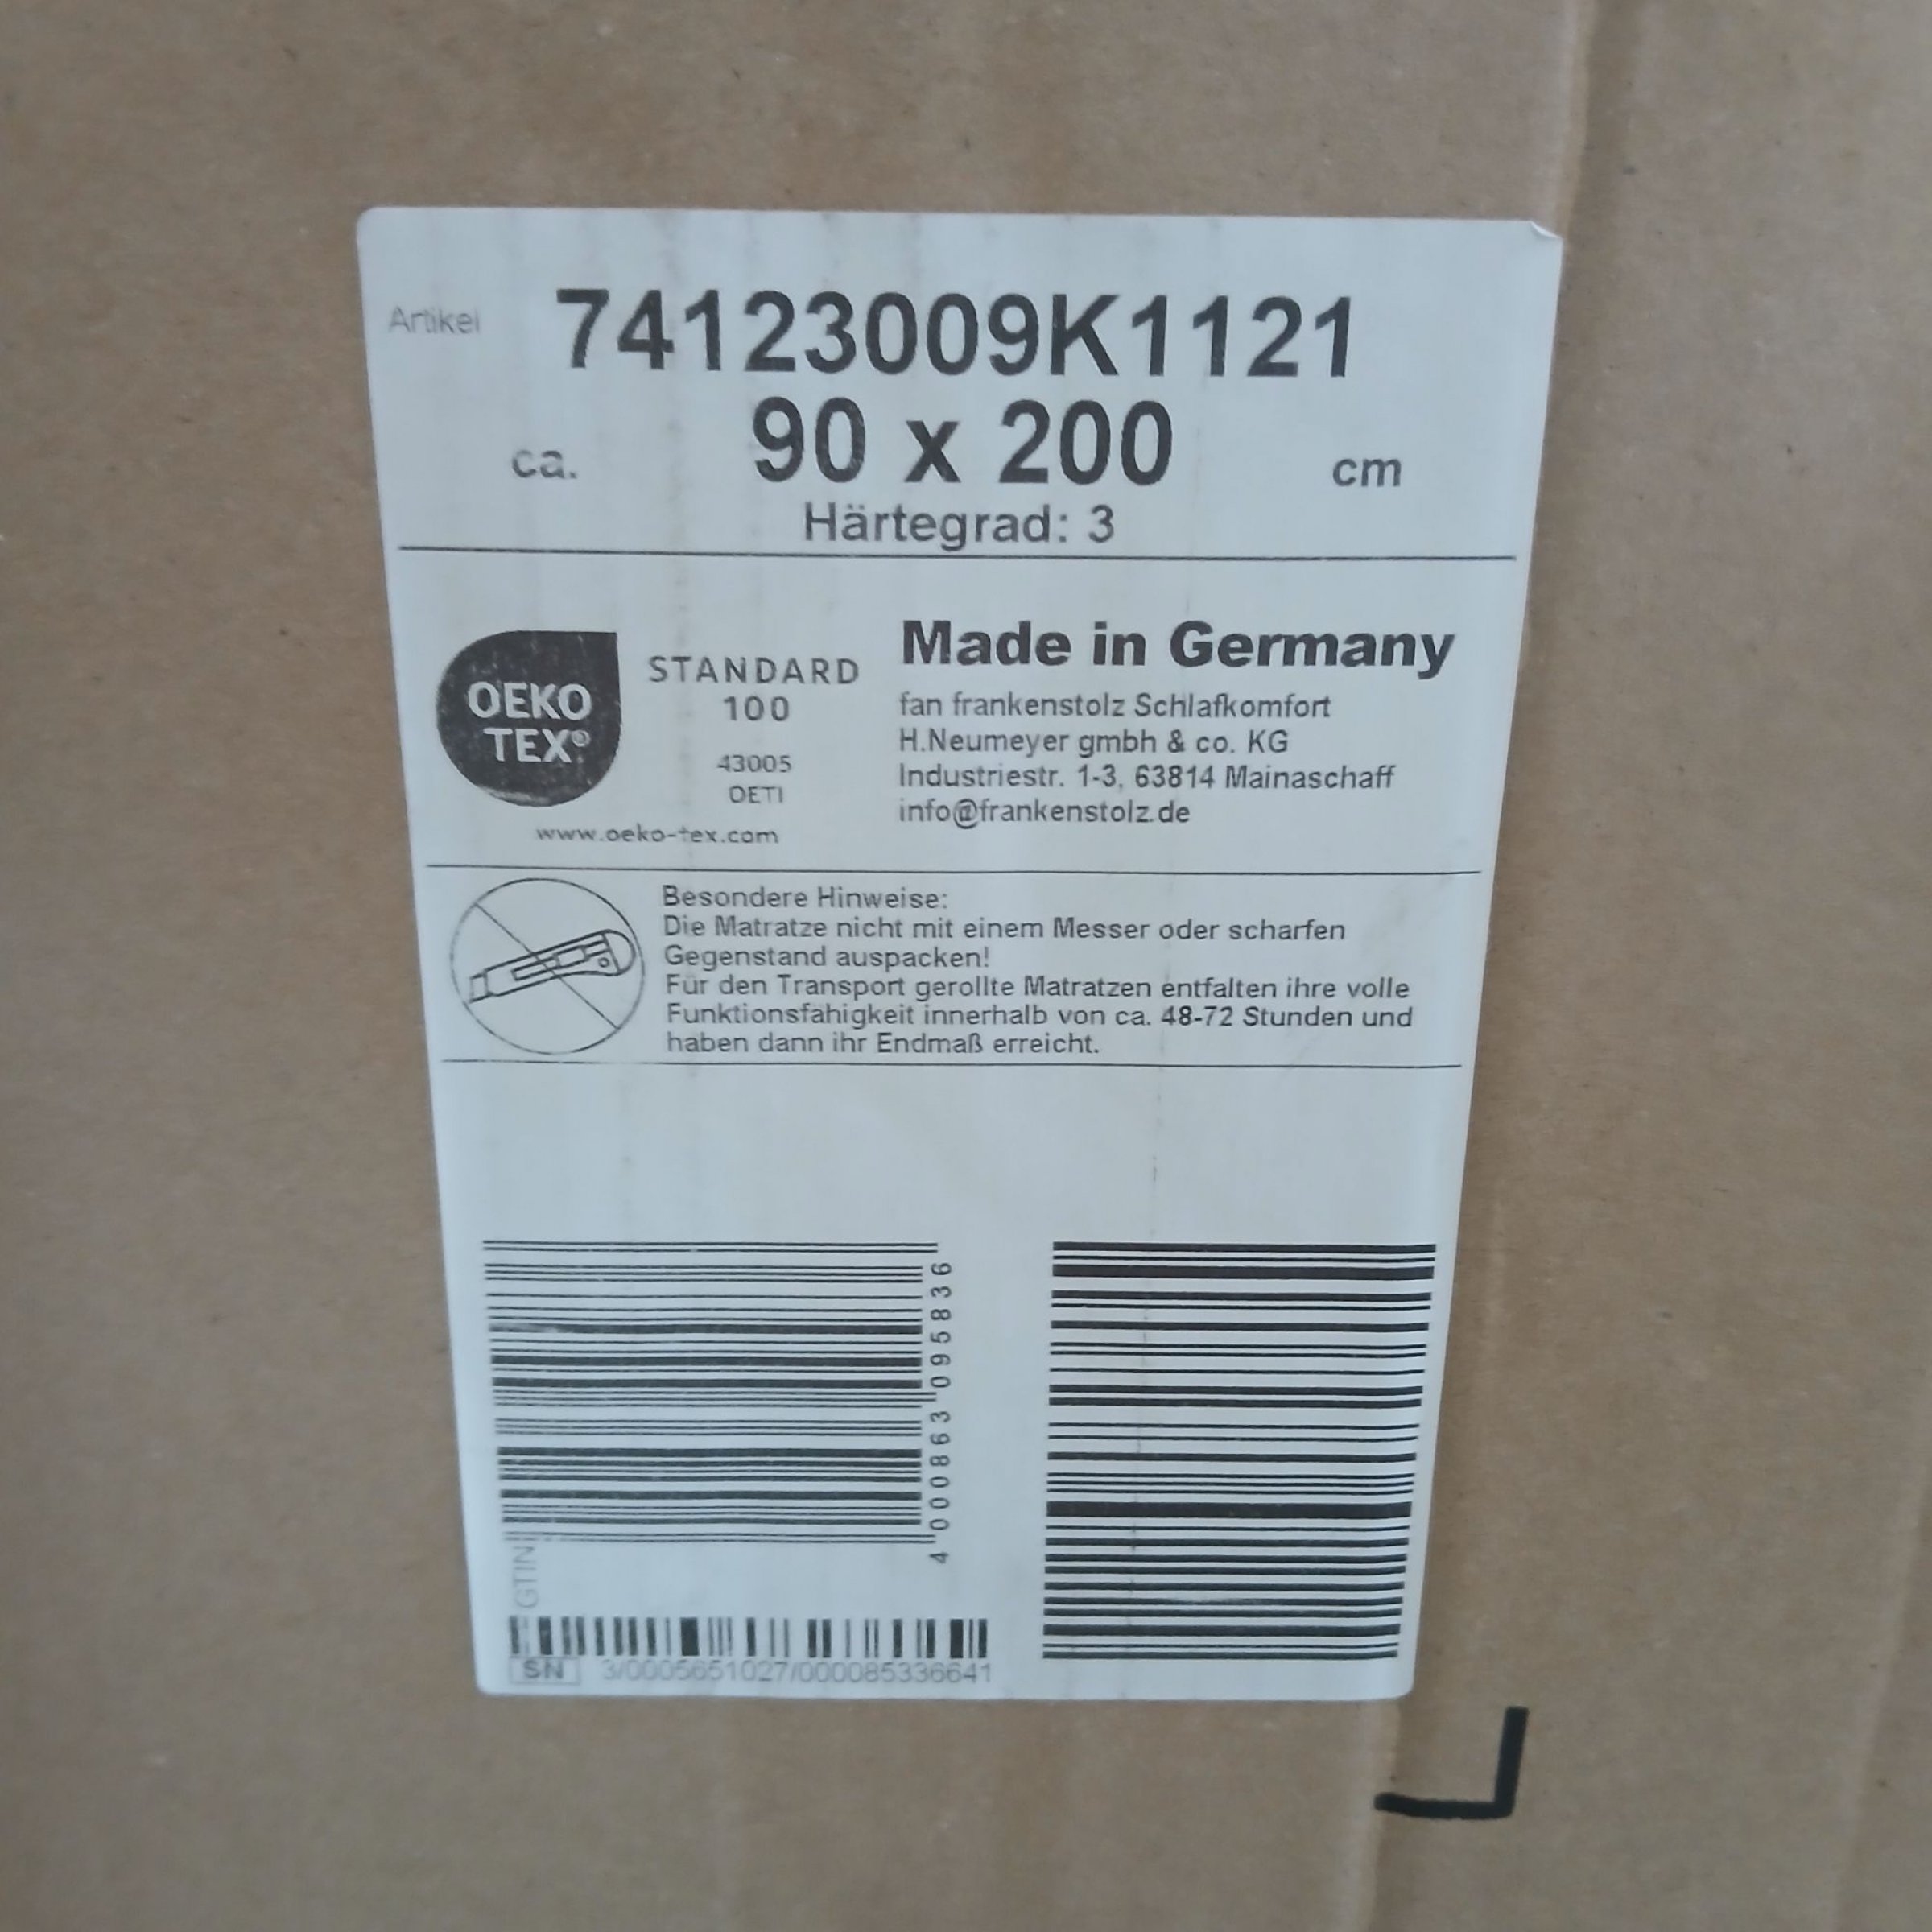 Artikel 74123009K1121
ca. 90 x 200 cm
Härtegrad: 3
OEKO
TEX®
STANDARD
100
43005
OETI
www.oeko-tex.com
Made in Germany
fan frankenstolz Schlafkomfort
H.Neumeyer gmbh & co. KG
Industriestr. 1-3, 63814 Mainaschaff
info@frankenstolz.de
Besondere Hinweise:
Die Matratze nicht mit einem Messer oder scharfen
Gegenstand auspacken!
Für den Transport gerollte Matratzen entfalten ihre volle
Funktionsfähigkeit innerhalb von ca. 48-72 Stunden und
haben dann ihr Endmaß erreicht.
GTIN
4 000863 095836
SN 3/0005651027/000085336641